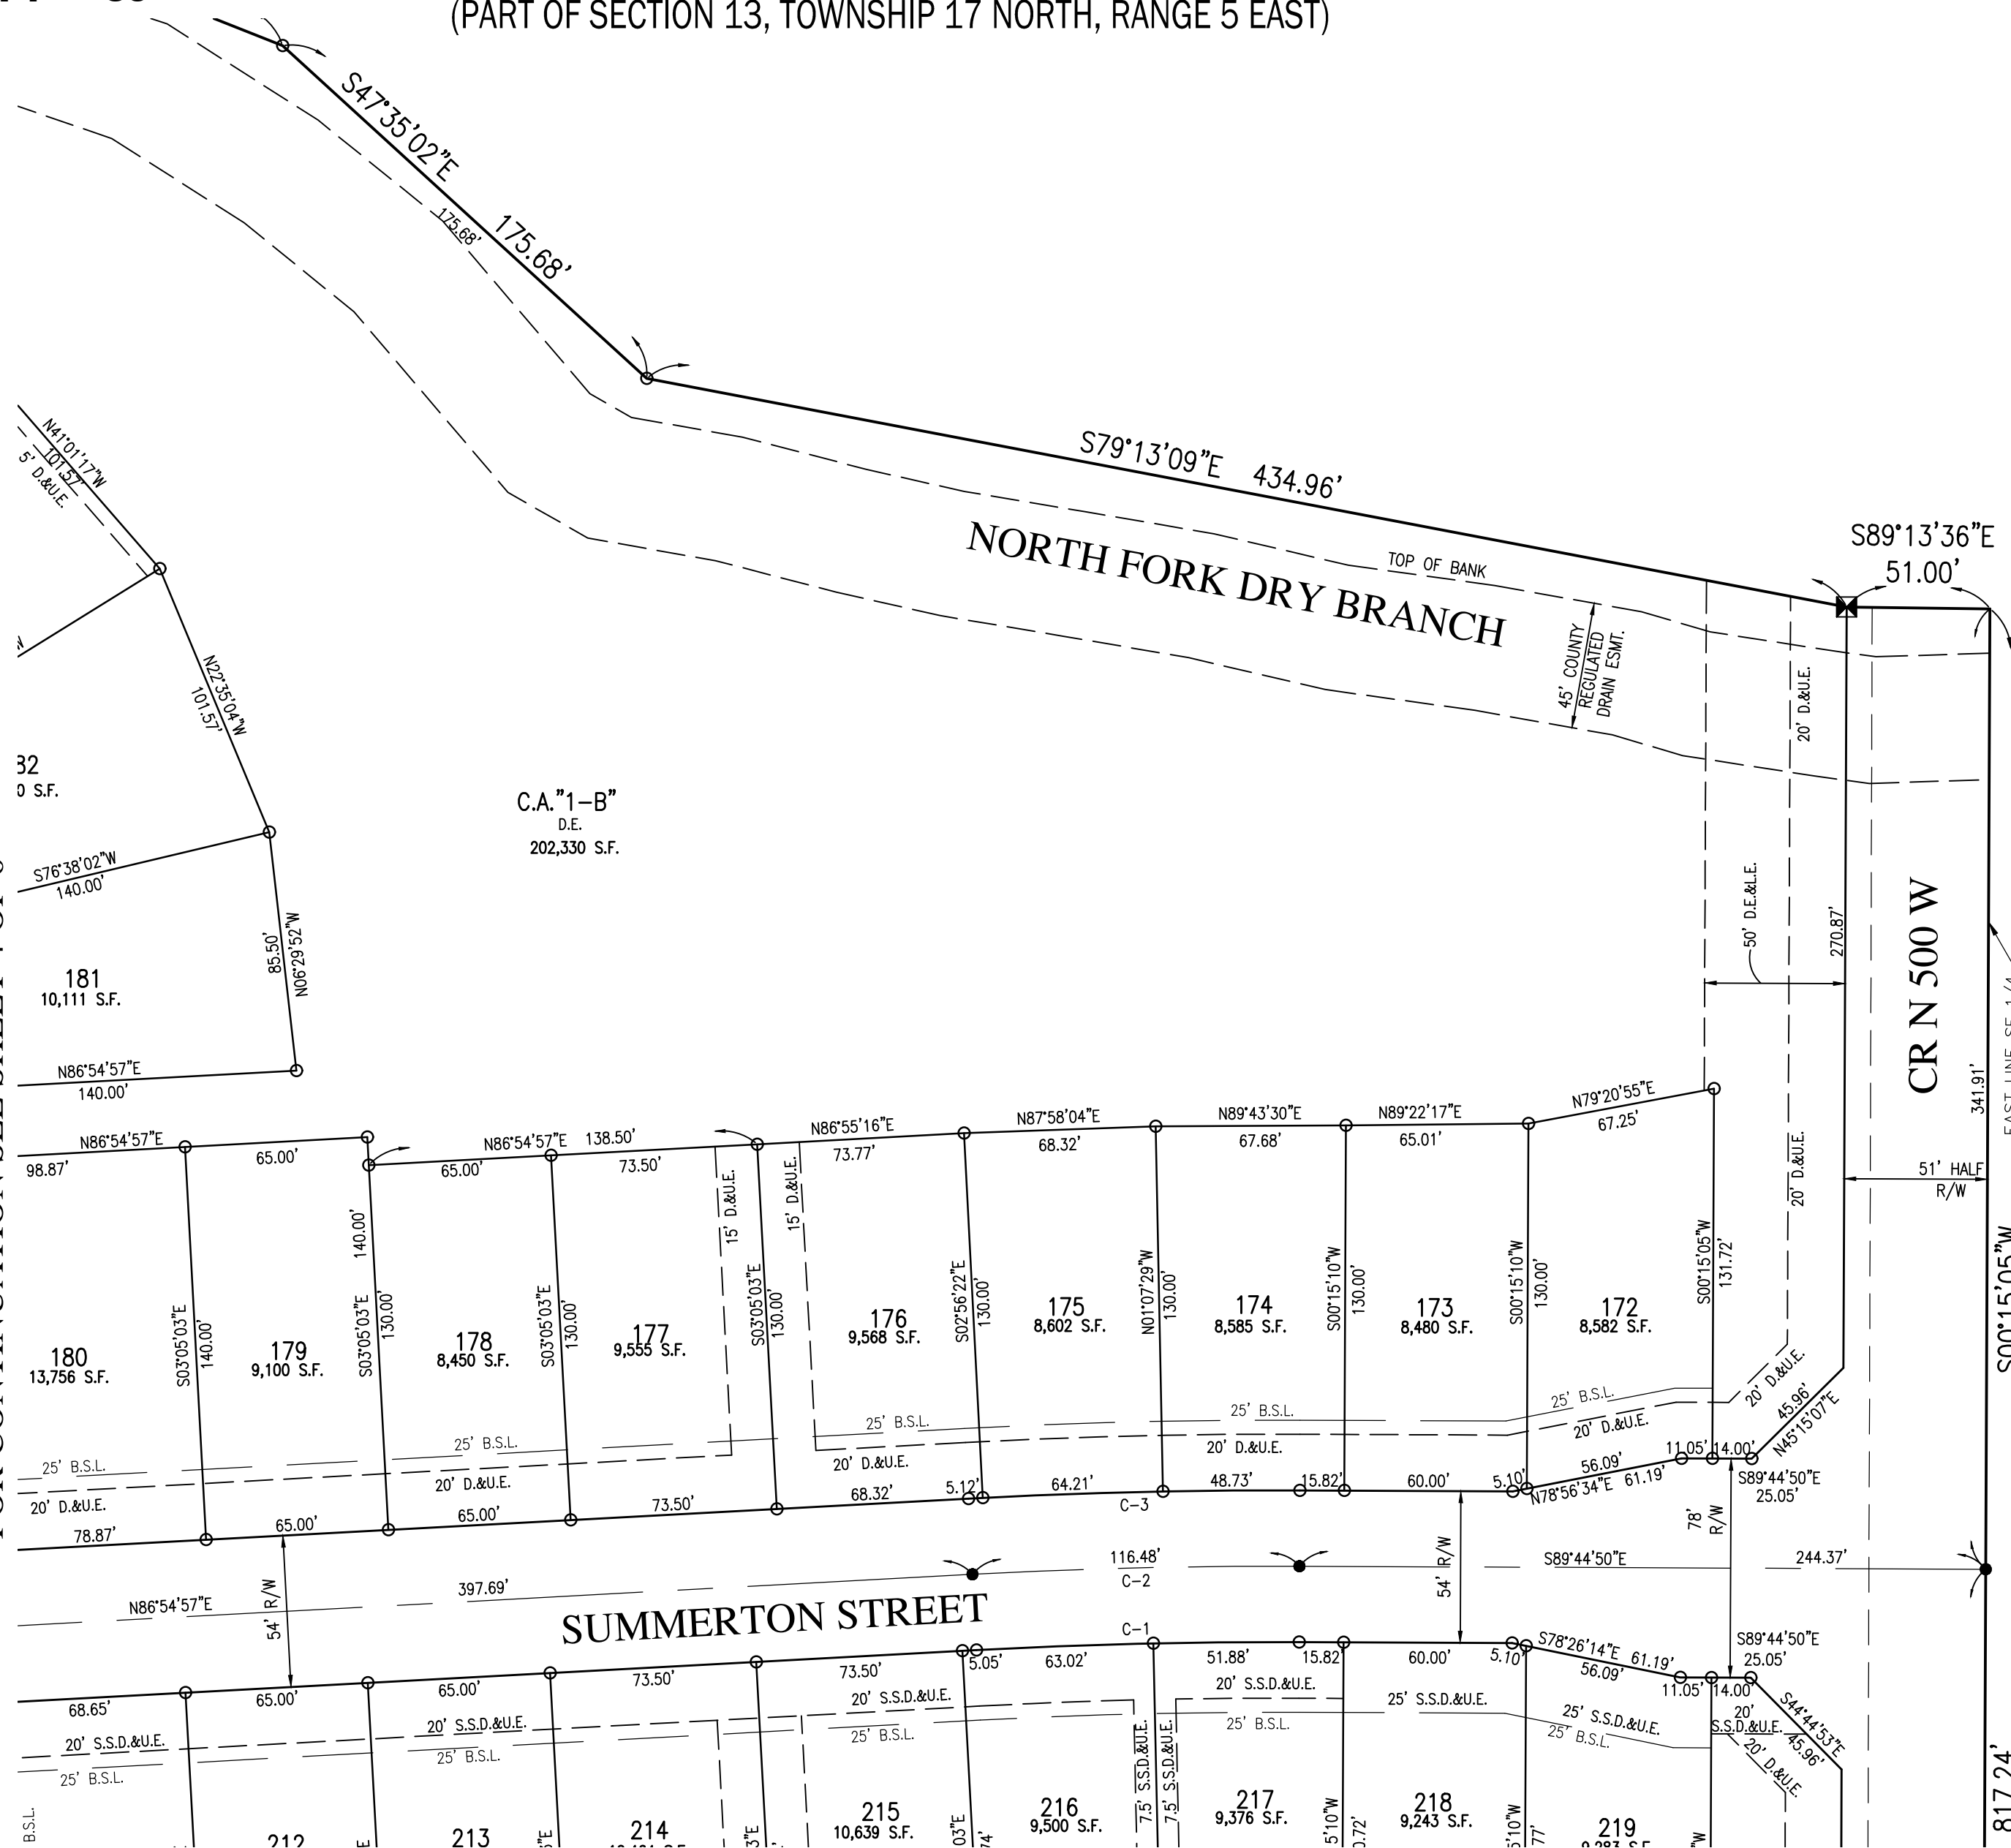 (PART OF SECTION 13, TOWNSHIP 17 NORTH, RANGE 5 EAST)
S47°35'02"E 175.68'
175.68'
S79°13'09"E 434.96'
S89°13'36"E
51.00'
NORTH FORK DRY BRANCH
TOP OF BANK
45' COUNTY
REGULATED
DRAIN ESMT.
20' D.&U.E.
N41°01'17"W
101.57'
5' D.&U.E.
N22°35'04"W
101.57'
0 S.F.
C.A."1-B"
D.E.
202,330 S.F.
S76°38'02"W
140.00'
85.50'
N06°29'52"W
181
10,111 S.F.
N86°54'57"E
140.00'
50' D.E.&L.E.
270.87'
CR N 500 W
341.91'
EAST LINE, SE 1/4
51' HALF
R/W
S00°15'05"W
817.24'
20' D.&U.E.
N86°54'57"E
98.87'
65.00'
N86°54'57"E 138.50'
65.00'
73.50'
N86°55'16"E
73.77'
N87°58'04"E
68.32'
N89°43'30"E
67.68'
N89°22'17"E
65.01'
N79°20'55"E
67.25'
180
13,756 S.F.
S03°05'03"E
140.00'
179
9,100 S.F.
140.00'
S03°05'03"E
130.00'
178
8,450 S.F.
S03°05'03"E
130.00'
177
9,555 S.F.
15' D.&U.E.
S03°05'03"E
130.00'
15' D.&U.E.
176
9,568 S.F.
S02°56'22"E
130.00'
175
8,602 S.F.
N01°07'29"W
130.00'
174
8,585 S.F.
S00°15'10"W
130.00'
173
8,480 S.F.
S00°15'10"W
130.00'
172
8,582 S.F.
S00°15'05"W
131.72'
25' B.S.L.
20' D.&U.E.
25' B.S.L.
20' D.&U.E.
25' B.S.L.
20' D.&U.E.
25' B.S.L.
20' D.&U.E.
25' B.S.L.
20' D.&U.E.
20' D.&U.E.
45.96'
N45°15'07"E
78.87'
65.00'
65.00'
73.50'
68.32'
5.12'
64.21'
C-3
48.73'
15.82'
60.00'
5.10'
56.09'
N78°56'34"E 61.19'
11.05'
14.00'
S89°44'50"E
25.05'
54' R/W
N86°54'57"E
397.69'
116.48'
C-2
54' R/W
S89°44'50"E
78'
R/W
244.37'
SUMMERTON STREET
C-1
68.65'
65.00'
65.00'
73.50'
73.50'
5.05'
63.02'
51.88'
15.82'
60.00'
5.10'
S78°26'14"E 61.19'
56.09'
S89°44'50"E
25.05'
11.05'
14.00'
20' S.S.D.&U.E.
25' B.S.L.
20' S.S.D.&U.E.
25' B.S.L.
20' S.S.D.&U.E.
25' B.S.L.
20' S.S.D.&U.E.
25' B.S.L.
25' S.S.D.&U.E.
25' S.S.D.&U.E.
25' B.S.L.
20'
S.S.D.&U.E.
20' D.&U.E.
S44°44'53"E
45.96'
7.5' S.S.D.&U.E.
7.5' S.S.D.&U.E.
B.S.L.
212
213
214
215
10,639 S.F.
216
9,500 S.F.
217
9,376 S.F.
218
9,243 S.F.
219
9,283 S.F.